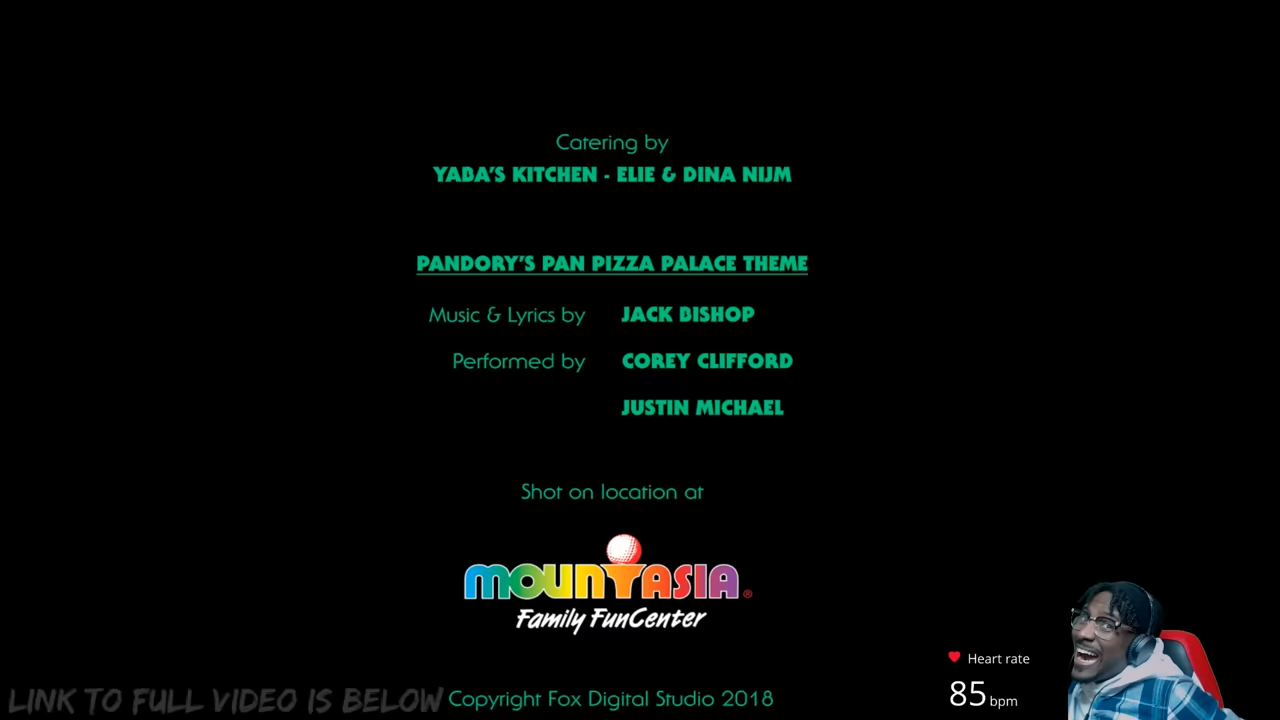 Catering by
YABA'S KITCHEN - ELIE & DINA NIJM
PANDORY'S PAN PIZZA PALACE THEME
Music & Lyrics by JACK BISHOP
Performed by COREY CLIFFORD
JUSTIN MICHAEL
Shot on location at
MOUNTASIA®
Family FunCenter
Heart rate
85 bpm
LINK TO FULL VIDEO IS BELOW
Copyright Fox Digital Studio 2018